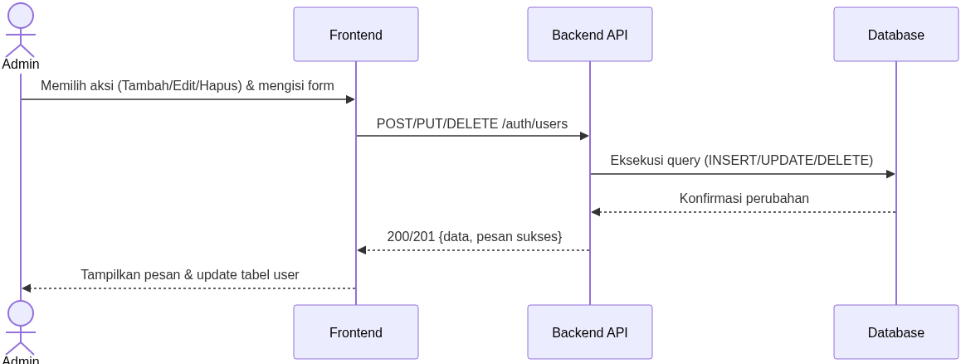 Frontend
Backend API
Database
Admin
Memilih aksi (Tambah/Edit/Hapus) & mengisi form
POST/PUT/DELETE /auth/users
Eksekusi query (INSERT/UPDATE/DELETE)
Konfirmasi perubahan
200/201 {data, pesan sukses}
Tampilkan pesan & update tabel user
Frontend
Backend API
Database
Admin